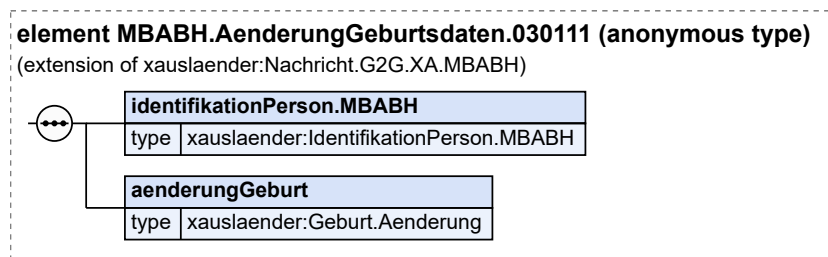 element MBABH.AenderungGeburtsdaten.030111 (anonymous type)
(extension of xauslaender:Nachricht.G2G.XA.MBABH)
identifikationPerson.MBABH
type xauslaender:IdentifikationPerson.MBABH
aenderungGeburt
type xauslaender:Geburt.Aenderung